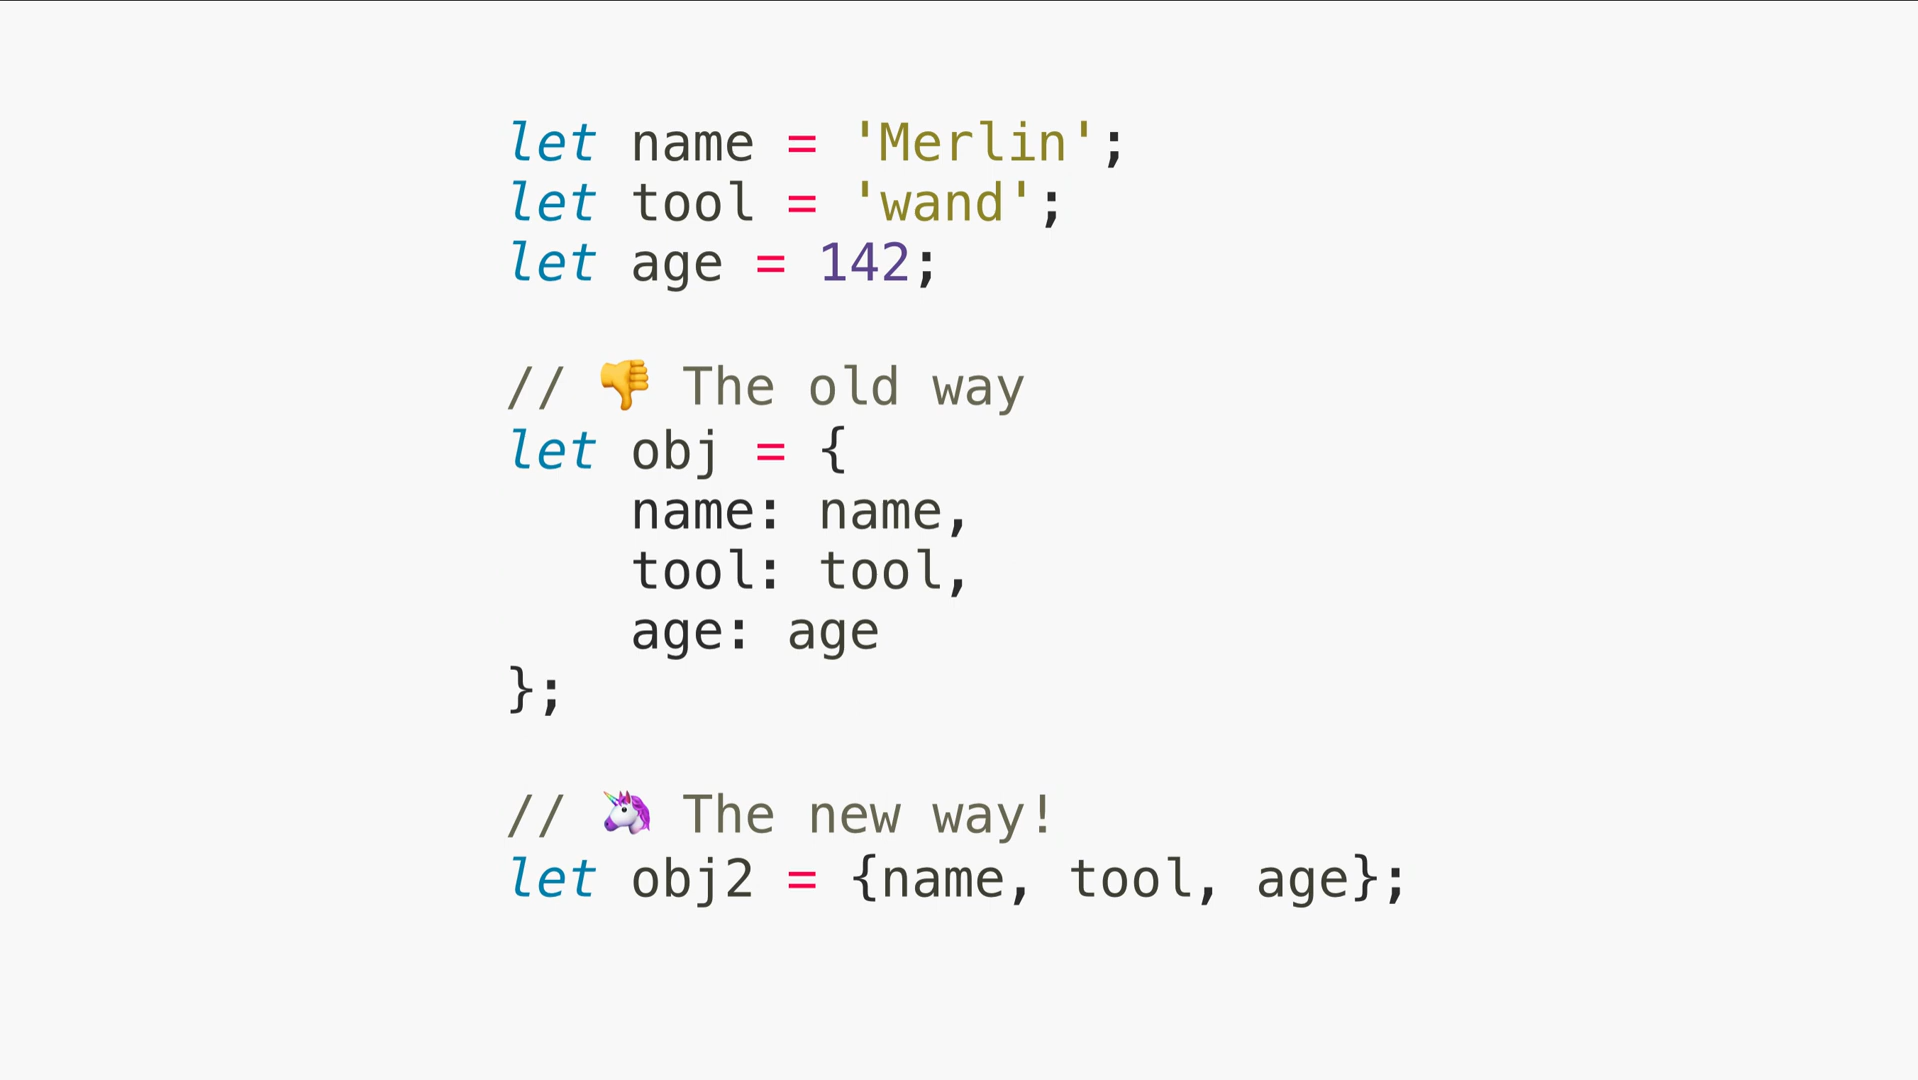 let name = 'Merlin';
let tool = 'wand';
let age = 142;
// 👎 The old way
let obj = {
name: name,
tool: tool,
age: age
};
// 🦄 The new way!
let obj2 = {name, tool, age};